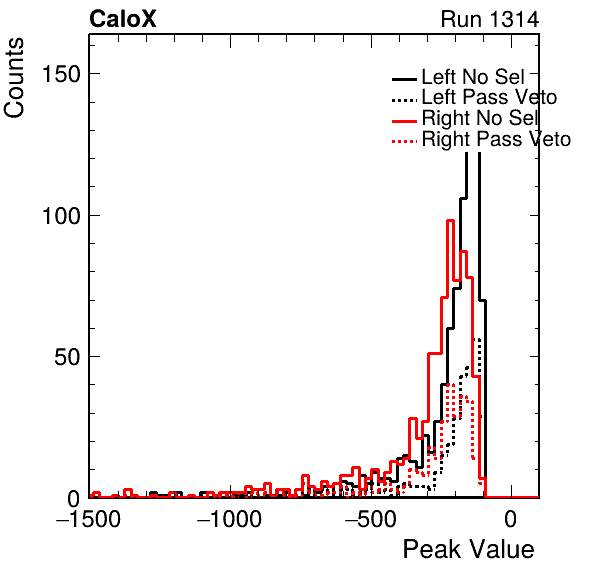 CaloX Run 1314
Counts
150
100
50
0
Left No Sel
Left Pass Veto
Right No Sel
Right Pass Veto
−1500 −1000 −500 0
Peak Value